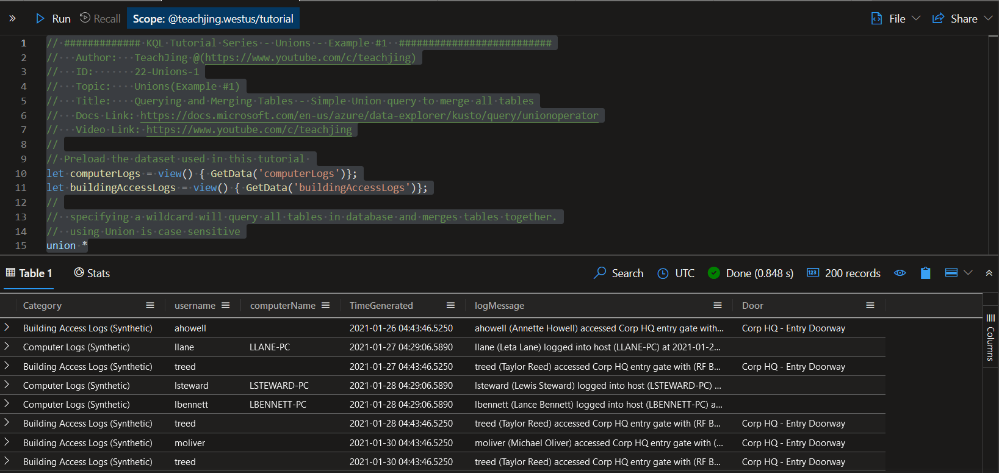 » Run Recall Scope: @teachjing.westus/tutorial File Share
1 // ############# KQL Tutorial Series - Unions - Example #1 ##########################
2 // Author: TeachJing @(https://www.youtube.com/c/teachjing)
3 // ID: 22-Unions-1
4 // Topic: Unions(Example #1)
5 // Title: Querying and Merging Tables - Simple Union query to merge all tables
6 // Docs Link: https://docs.microsoft.com/en-us/azure/data-explorer/kusto/query/unionoperator
7 // Video Link: https://www.youtube.com/c/teachjing
8 //
9 // Preload the dataset used in this tutorial
10 let computerLogs = view() { GetData('computerLogs')};
11 let buildingAccessLogs = view() { GetData('buildingAccessLogs')};
12 //
13 // specifying a wildcard will query all tables in database and merges tables together.
14 // using Union is case sensitive
15 union *
Table 1 Stats Search UTC Done (0.848 s) 123 200 records
Category username computerName TimeGenerated logMessage Door
Building Access Logs (Synthetic) ahowell 2021-01-26 04:43:46.5250 ahowell (Annette Howell) accessed Corp HQ entry gate with... Corp HQ - Entry Doorway
Computer Logs (Synthetic) llane LLANE-PC 2021-01-27 04:29:06.5890 llane (Leta Lane) logged into host (LLANE-PC) at 2021-01-2...
Building Access Logs (Synthetic) treed 2021-01-27 04:43:46.5250 treed (Taylor Reed) accessed Corp HQ entry gate with (RF B... Corp HQ - Entry Doorway
Computer Logs (Synthetic) lsteward LSTEWARD-PC 2021-01-28 04:29:06.5890 lsteward (Lewis Steward) logged into host (LSTEWARD-PC) ...
Computer Logs (Synthetic) lbennett LBENNETT-PC 2021-01-28 04:29:06.5890 lbennett (Lance Bennett) logged into host (LBENNETT-PC) a...
Building Access Logs (Synthetic) treed 2021-01-28 04:43:46.5250 treed (Taylor Reed) accessed Corp HQ entry gate with (RF B... Corp HQ - Entry Doorway
Building Access Logs (Synthetic) moliver 2021-01-30 04:43:46.5250 moliver (Michael Oliver) accessed Corp HQ entry gate with (... Corp HQ - Entry Doorway
Building Access Logs (Synthetic) treed 2021-01-30 04:43:46.5250 treed (Taylor Reed) accessed Corp HQ entry gate with (RF B... Corp HQ - Entry Doorway
Columns